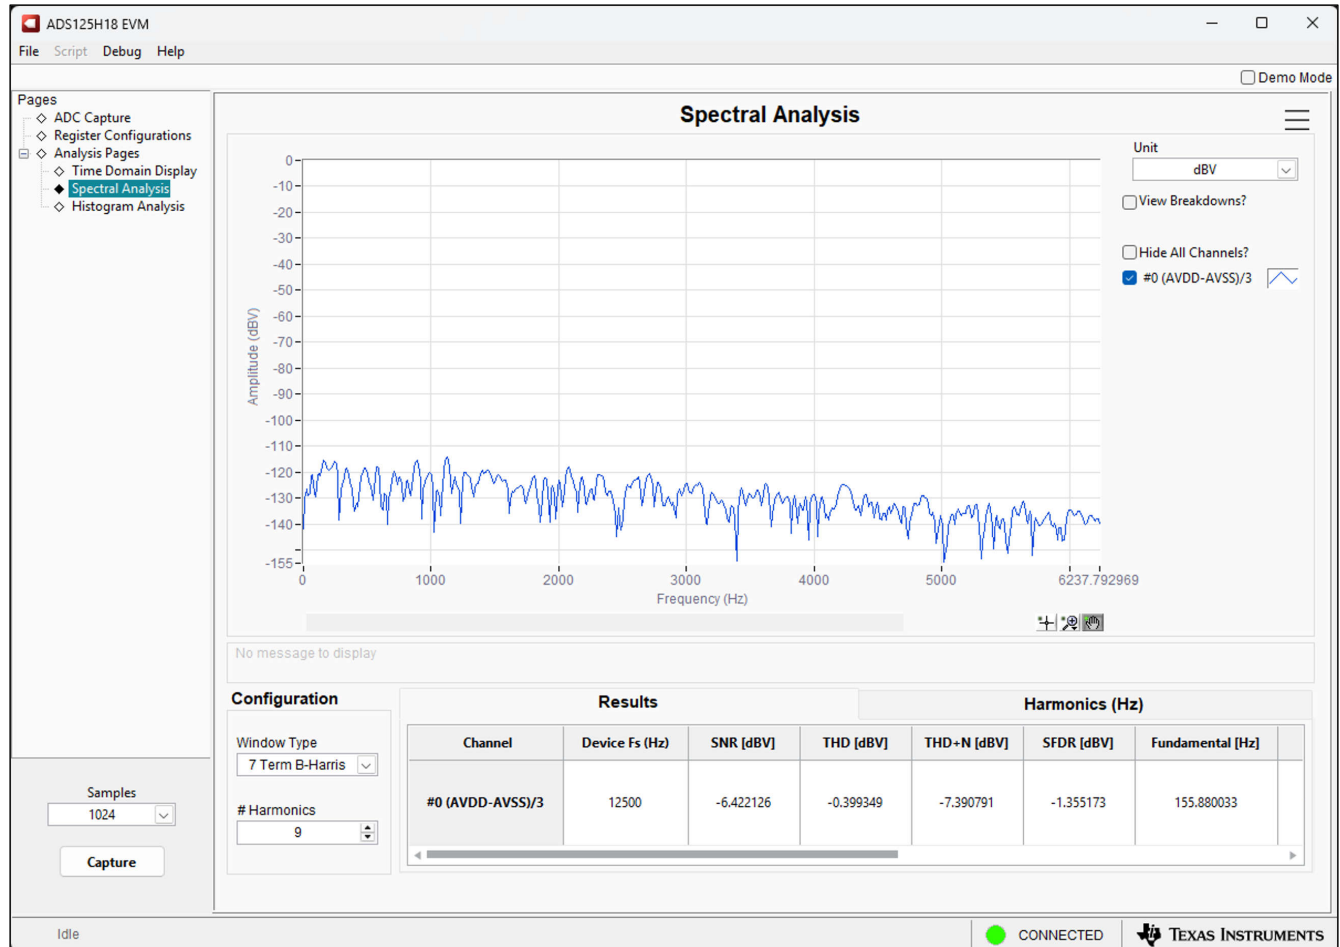 ADS125H18 EVM
File Script Debug Help
Demo Mode
Pages
ADC Capture
Register Configurations
Analysis Pages
Time Domain Display
Spectral Analysis
Histogram Analysis
Spectral Analysis
Unit
dBV
View Breakdowns?
Hide All Channels?
#0 (AVDD-AVSS)/3
Amplitude (dBV)
0
-10
-20
-30
-40
-50
-60
-70
-80
-90
-100
-110
-120
-130
-140
-155
0 1000 2000 3000 4000 5000 6237.792969
Frequency (Hz)
No message to display
Configuration
Window Type
7 Term B-Harris
# Harmonics
9
Results Harmonics (Hz)
Channel Device Fs (Hz) SNR [dBV] THD [dBV] THD+N [dBV] SFDR [dBV] Fundamental [Hz]
#0 (AVDD-AVSS)/3 12500 -6.422126 -0.399349 -7.390791 -1.355173 155.880033
Samples
1024
Capture
Idle
CONNECTED
TEXAS INSTRUMENTS